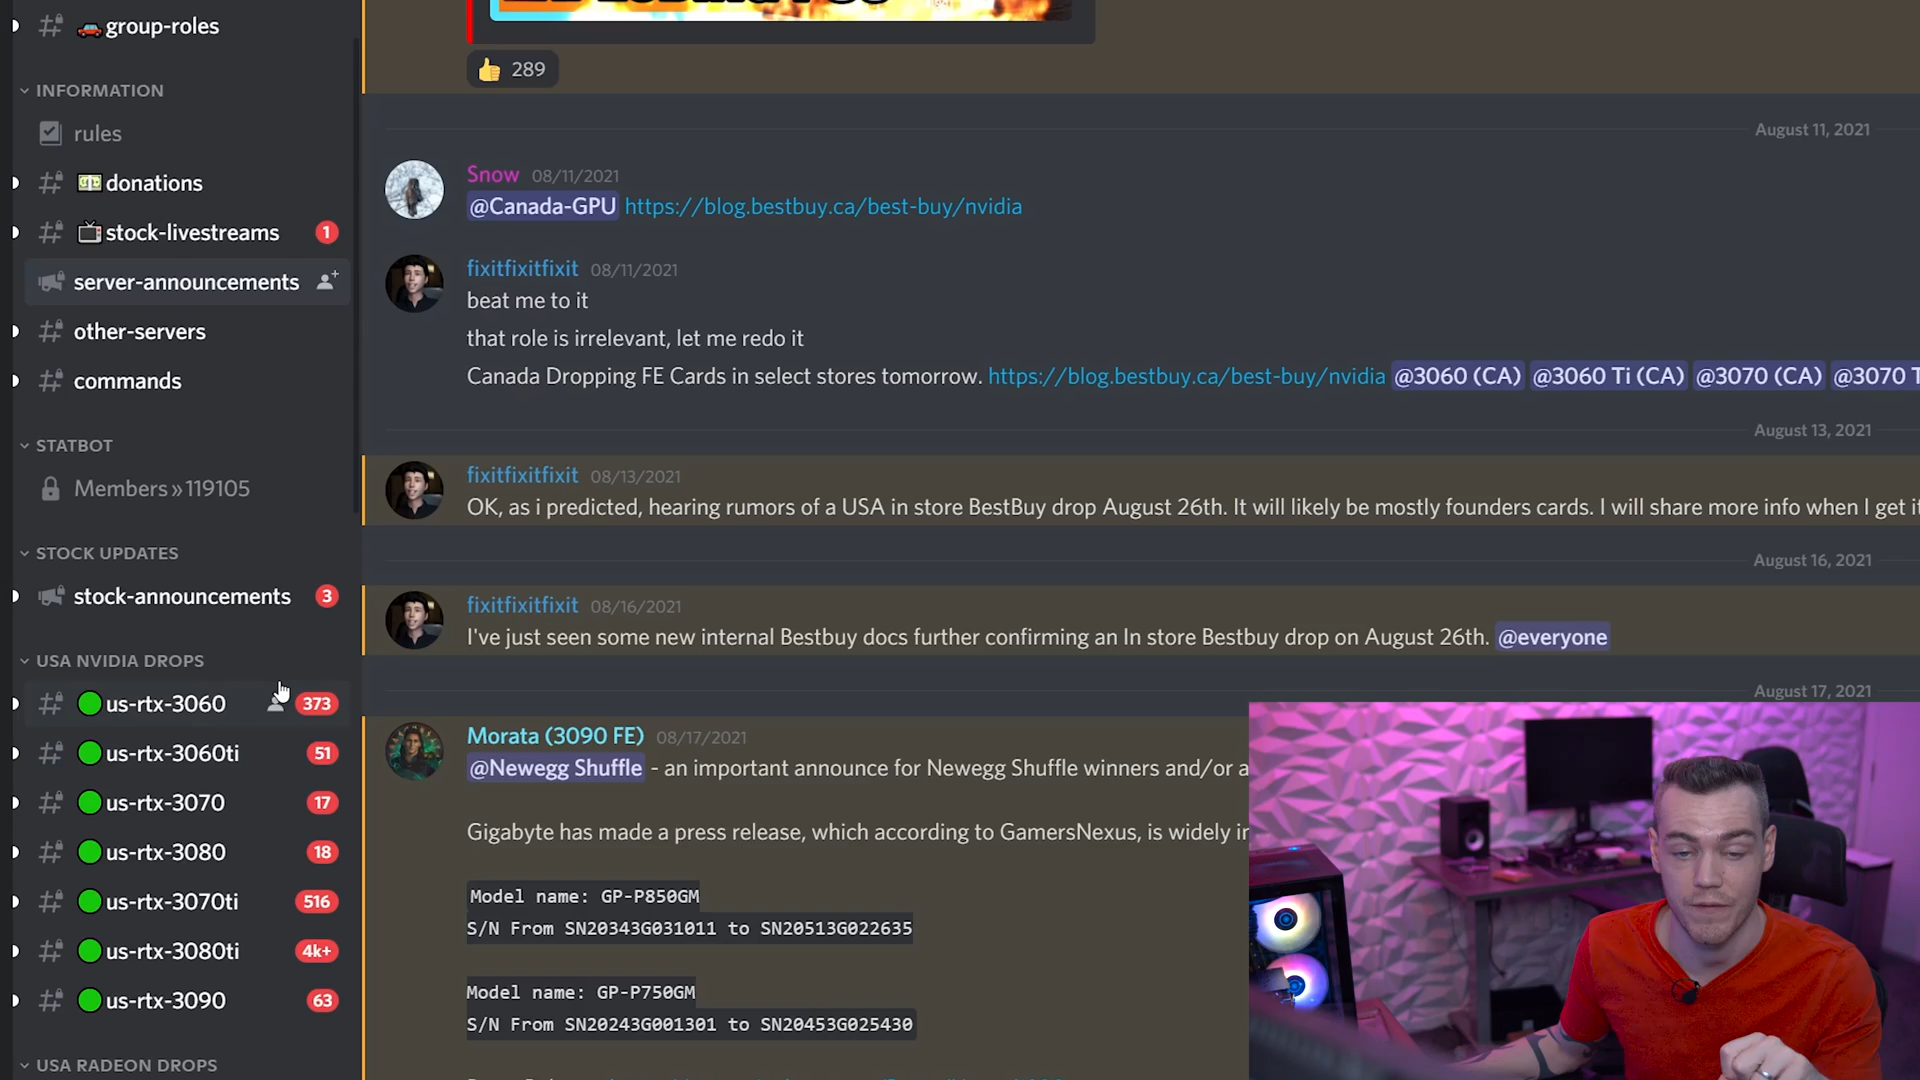 group-roles
INFORMATION
rules
donations
stock-livestreams 1
server-announcements
other-servers
commands
STATBOT
Members » 119105
STOCK UPDATES
stock-announcements 3
USA NVIDIA DROPS
us-rtx-3060 373
us-rtx-3060ti 51
us-rtx-3070 17
us-rtx-3080 18
us-rtx-3070ti 516
us-rtx-3080ti 4k+
us-rtx-3090 63
USA RADEON DROPS
289
August 11, 2021
Snow 08/11/2021
@Canada-GPU https://blog.bestbuy.ca/best-buy/nvidia
fixitfixitfixit 08/11/2021
beat me to it
that role is irrelevant, let me redo it
Canada Dropping FE Cards in select stores tomorrow. https://blog.bestbuy.ca/best-buy/nvidia @3060 (CA) @3060 Ti (CA) @3070 (CA) @3070 T
August 13, 2021
fixitfixitfixit 08/13/2021
OK, as i predicted, hearing rumors of a USA in store BestBuy drop August 26th. It will likely be mostly founders cards. I will share more info when I get it
August 16, 2021
fixitfixitfixit 08/16/2021
I've just seen some new internal Bestbuy docs further confirming an In store Bestbuy drop on August 26th. @everyone
August 17, 2021
Morata (3090 FE) 08/17/2021
@Newegg Shuffle - an important announce for Newegg Shuffle winners and/or a
Gigabyte has made a press release, which according to GamersNexus, is widely in
Model name: GP-P850GM
S/N From SN20343G031011 to SN20513G022635
Model name: GP-P750GM
S/N From SN20243G001301 to SN20453G025430